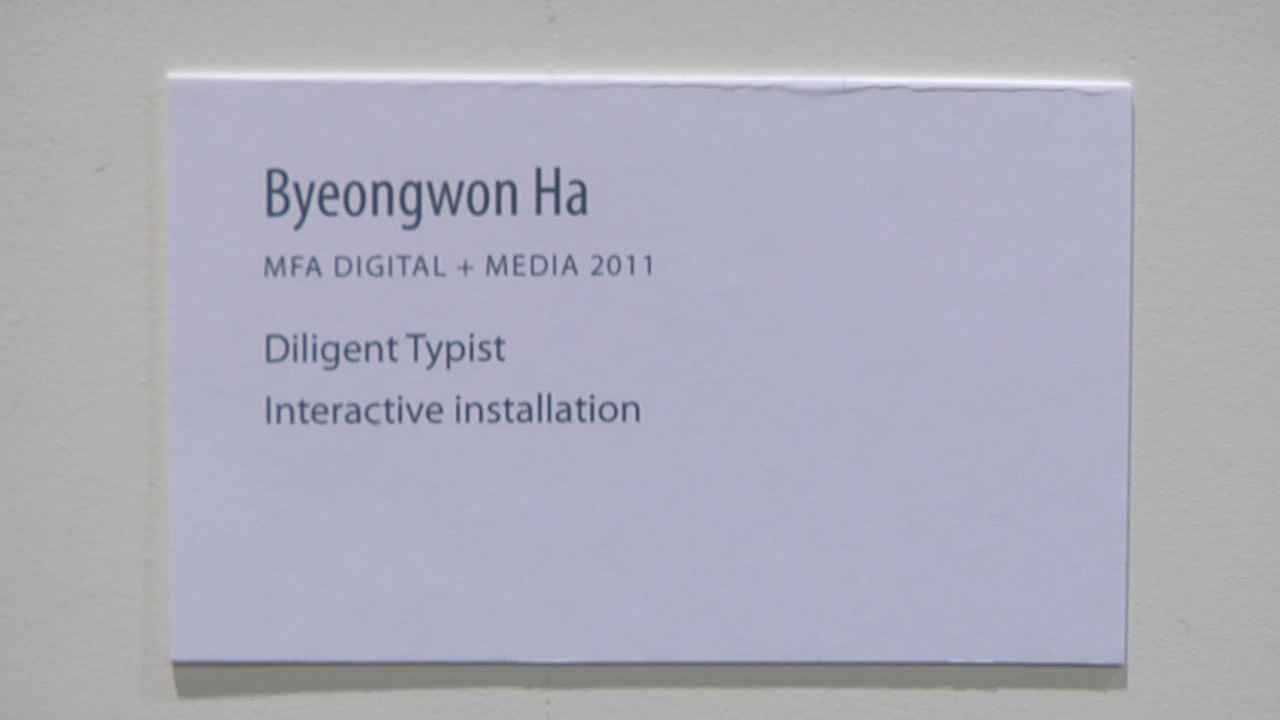 Byeongwon Ha
MFA DIGITAL + MEDIA 2011
Diligent Typist
Interactive installation